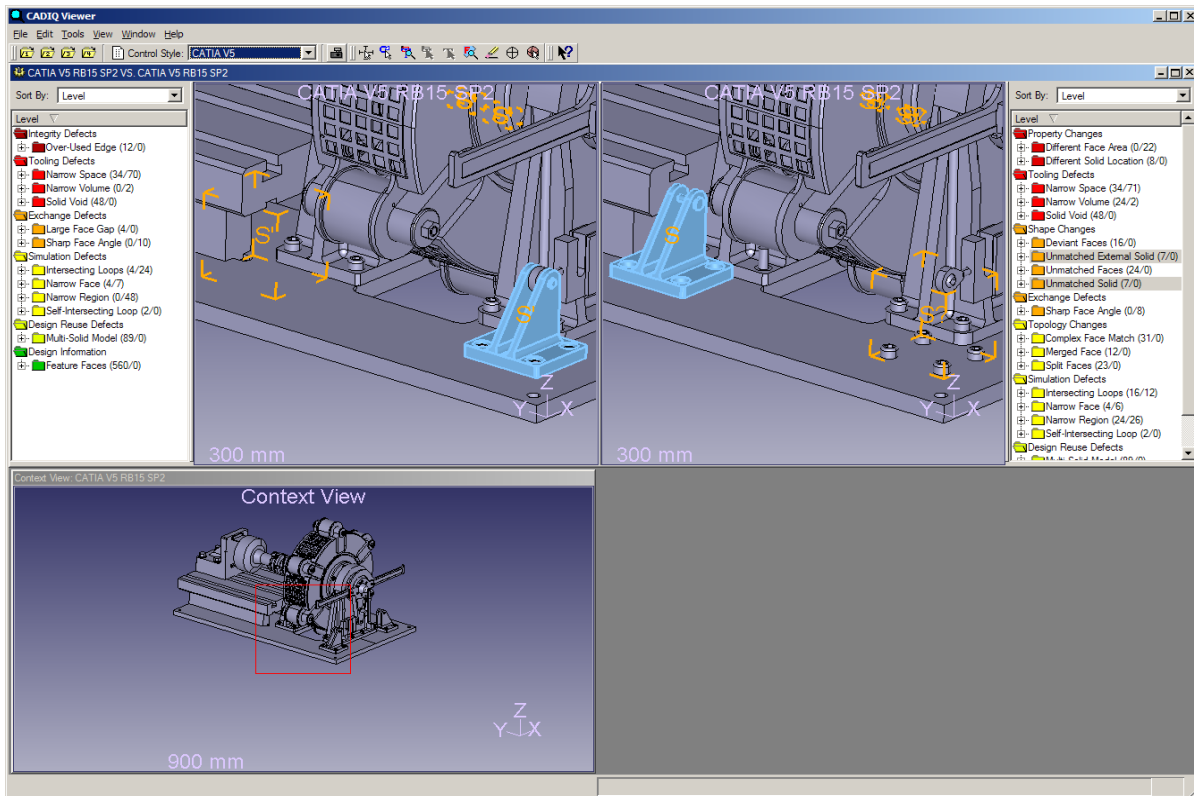 CADIQ Viewer
File Edit Tools View Window Help
Control Style: CATIA V5
CATIA V5 RB15 SP2 VS. CATIA V5 RB15 SP2
Sort By: Level
Level
Integrity Defects
Over-Used Edge (12/0)
Tooling Defects
Narrow Space (34/70)
Narrow Volume (0/2)
Solid Void (48/0)
Exchange Defects
Large Face Gap (4/0)
Sharp Face Angle (0/10)
Simulation Defects
Intersecting Loops (4/24)
Narrow Face (4/7)
Narrow Region (0/48)
Self-Intersecting Loop (2/0)
Design Reuse Defects
Multi-Solid Model (89/0)
Design Information
Feature Faces (560/0)
CATIA V5 RB15 SP2
S'
S
Z
Y X
300 mm
CATIA V5 RB15 SP2
S
S?
Z
Y X
300 mm
Sort By: Level
Level
Property Changes
Different Face Area (0/22)
Different Solid Location (8/0)
Tooling Defects
Narrow Space (34/71)
Narrow Volume (24/2)
Solid Void (48/0)
Shape Changes
Deviant Faces (16/0)
Unmatched External Solid (7/0)
Unmatched Faces (24/0)
Unmatched Solid (7/0)
Exchange Defects
Sharp Face Angle (0/8)
Topology Changes
Complex Face Match (31/0)
Merged Face (12/0)
Split Faces (23/0)
Simulation Defects
Intersecting Loops (16/12)
Narrow Face (4/6)
Narrow Region (24/26)
Self-Intersecting Loop (2/0)
Design Reuse Defects
Multi-Solid Model (89/0)
Context View: CATIA V5 RB15 SP2
Context View
Z
Y X
900 mm